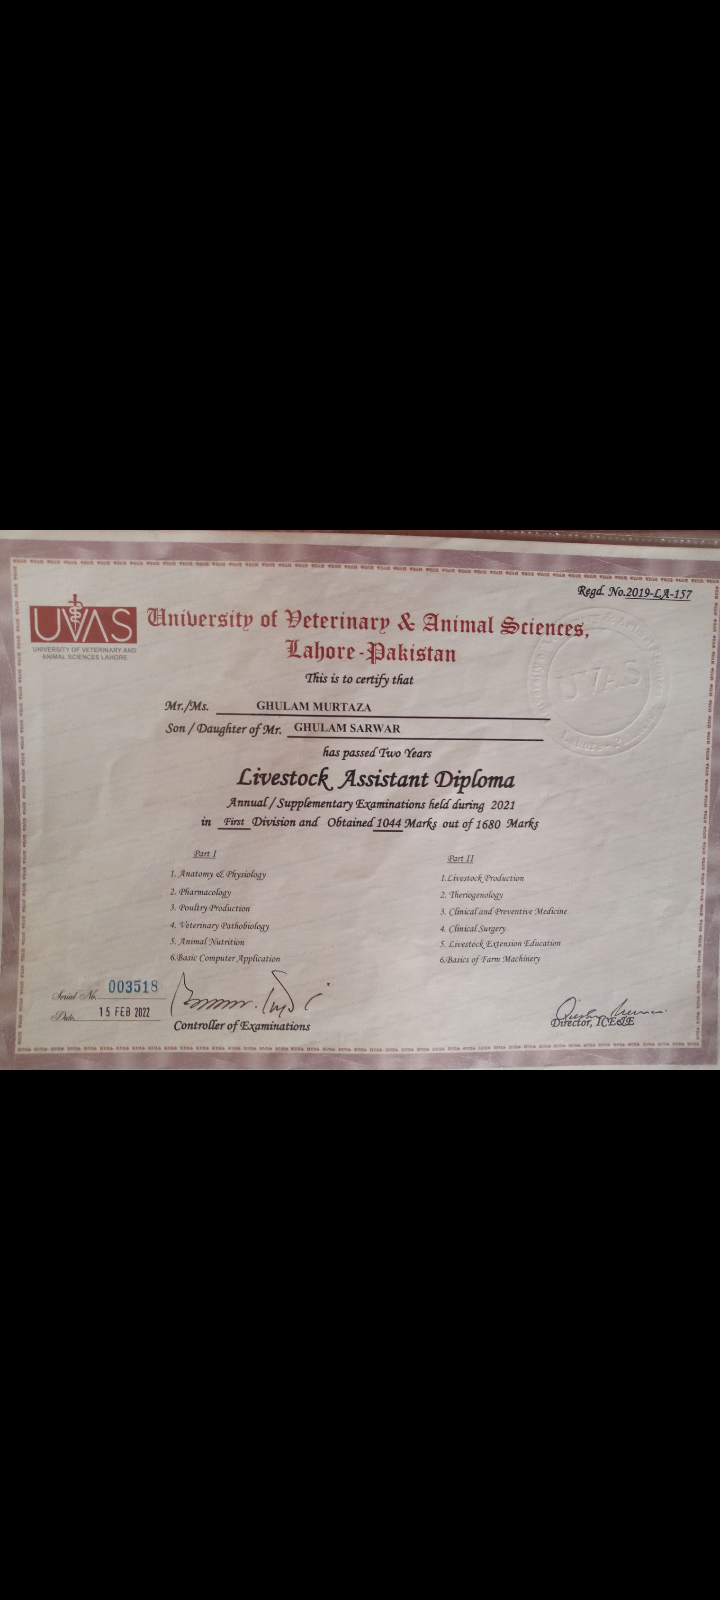 Regd. No.2019-LA-157
UVAS
UNIVERSITY OF VETERINARY AND
ANIMAL SCIENCES LAHORE
University of Veterinary & Animal Sciences,
Lahore-Pakistan
This is to certify that
Mr./Ms. GHULAM MURTAZA
Son / Daughter of Mr. GHULAM SARWAR
has passed Two Years
Livestock Assistant Diploma
Annual / Supplementary Examinations held during 2021
in First Division and Obtained 1044 Marks out of 1680 Marks
Part I
1. Anatomy & Physiology
2. Pharmacology
3. Poultry Production
4. Veterinary Pathobiology
5. Animal Nutrition
6.Basic Computer Application
Part II
1.Livestock Production
2. Theriogenology
3. Clinical and Preventive Medicine
4. Clinical Surgery
5. Livestock Extension Education
6.Basics of Farm Machinery
Serial No. 003518
Date. 15 FEB 2022
Controller of Examinations
Director, ICE&E
UVAS